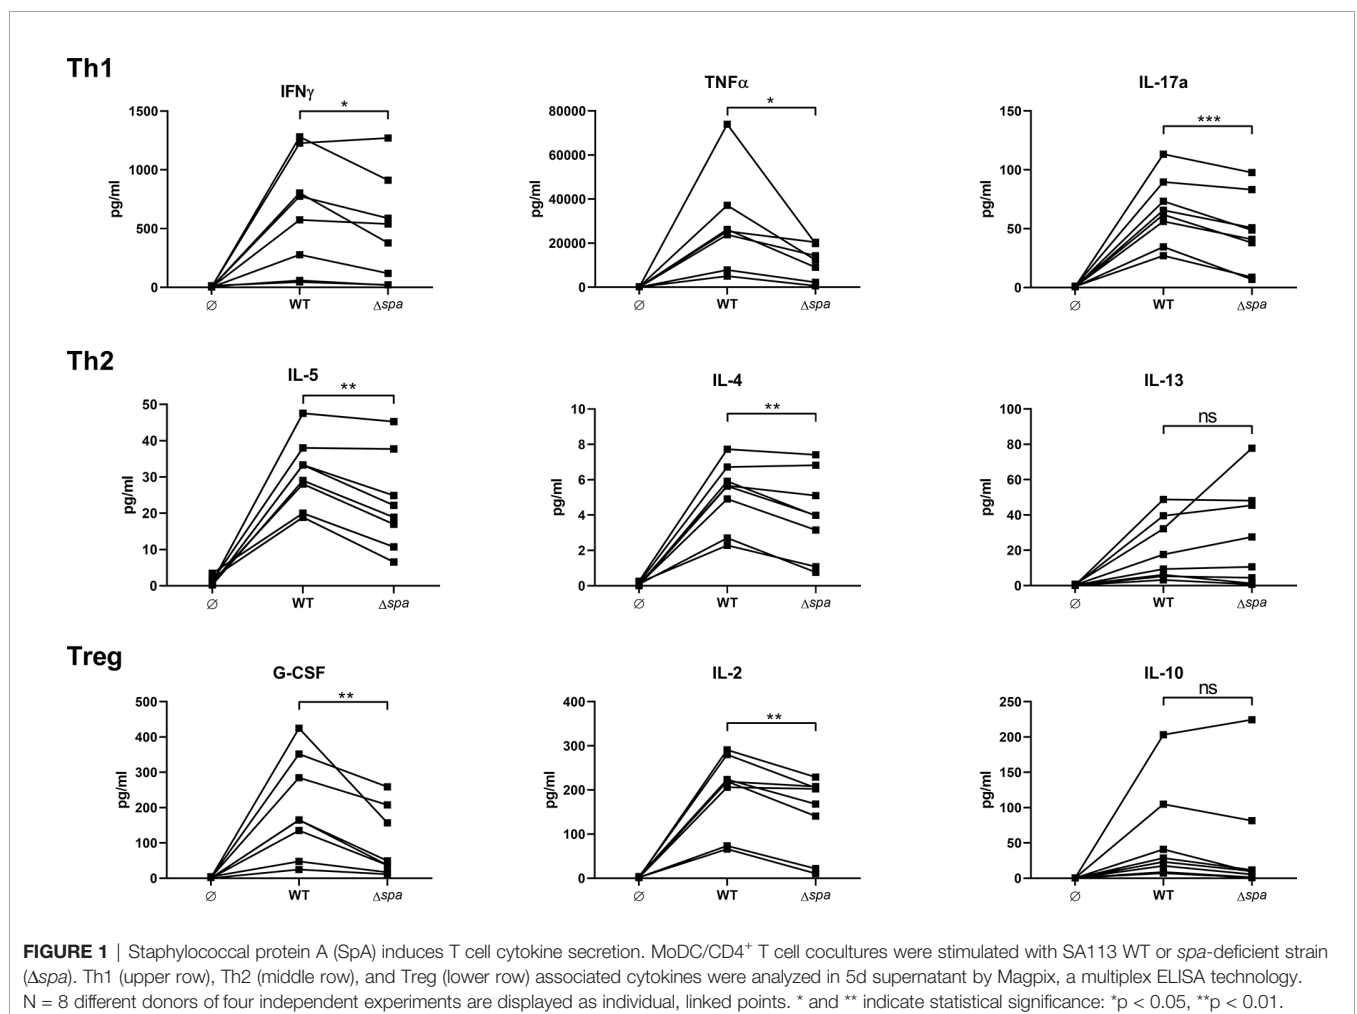 Th1
IFNγ
*
1500
1000
500
0
pg/ml
∅ WT Δspa
TNFα
*
80000
60000
40000
20000
0
pg/ml
∅ WT Δspa
IL-17a
***
150
100
50
0
pg/ml
∅ WT Δspa
Th2
IL-5
**
50
40
30
20
10
0
pg/ml
∅ WT Δspa
IL-4
**
10
8
6
4
2
0
pg/ml
∅ WT Δspa
IL-13
ns
100
80
60
40
20
0
pg/ml
∅ WT Δspa
Treg
G-CSF
**
500
400
300
200
100
0
pg/ml
∅ WT Δspa
IL-2
**
400
300
200
100
0
pg/ml
∅ WT Δspa
IL-10
ns
250
200
150
100
50
0
pg/ml
∅ WT Δspa
FIGURE 1 | Staphylococcal protein A (SpA) induces T cell cytokine secretion. MoDC/CD4⁺ T cell cocultures were stimulated with SA113 WT or spa-deficient strain
(Δspa). Th1 (upper row), Th2 (middle row), and Treg (lower row) associated cytokines were analyzed in 5d supernatant by Magpix, a multiplex ELISA technology.
N = 8 different donors of four independent experiments are displayed as individual, linked points. * and ** indicate statistical significance: *p < 0.05, **p < 0.01.